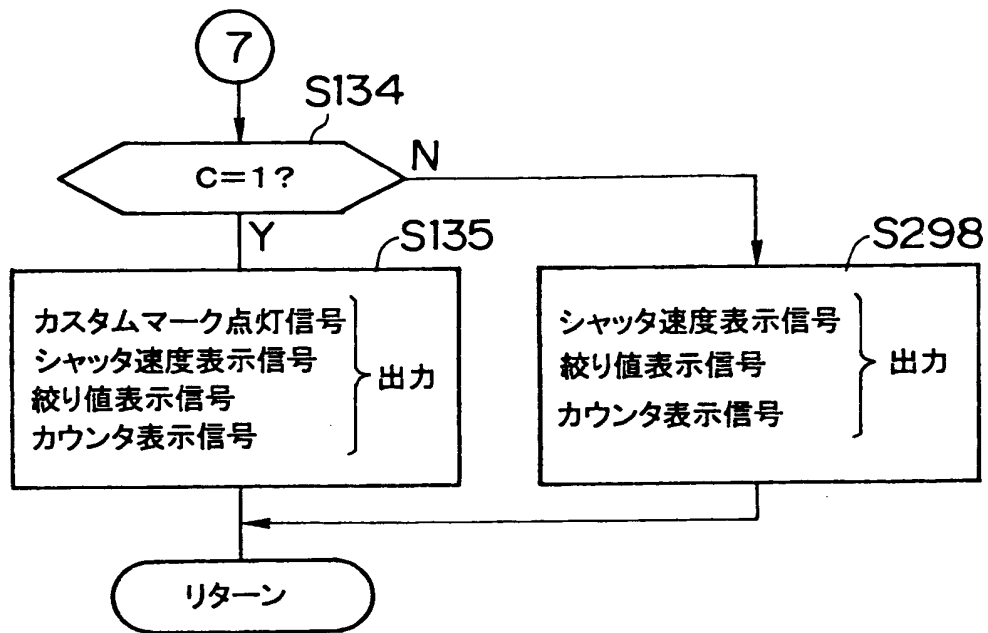 7
S134
C=1?
N
Y
S135
カスタムマーク点灯信号
シャッタ速度表示信号
絞り値表示信号
カウンタ表示信号
出力
S298
シャッタ速度表示信号
絞り値表示信号
カウンタ表示信号
出力
リターン